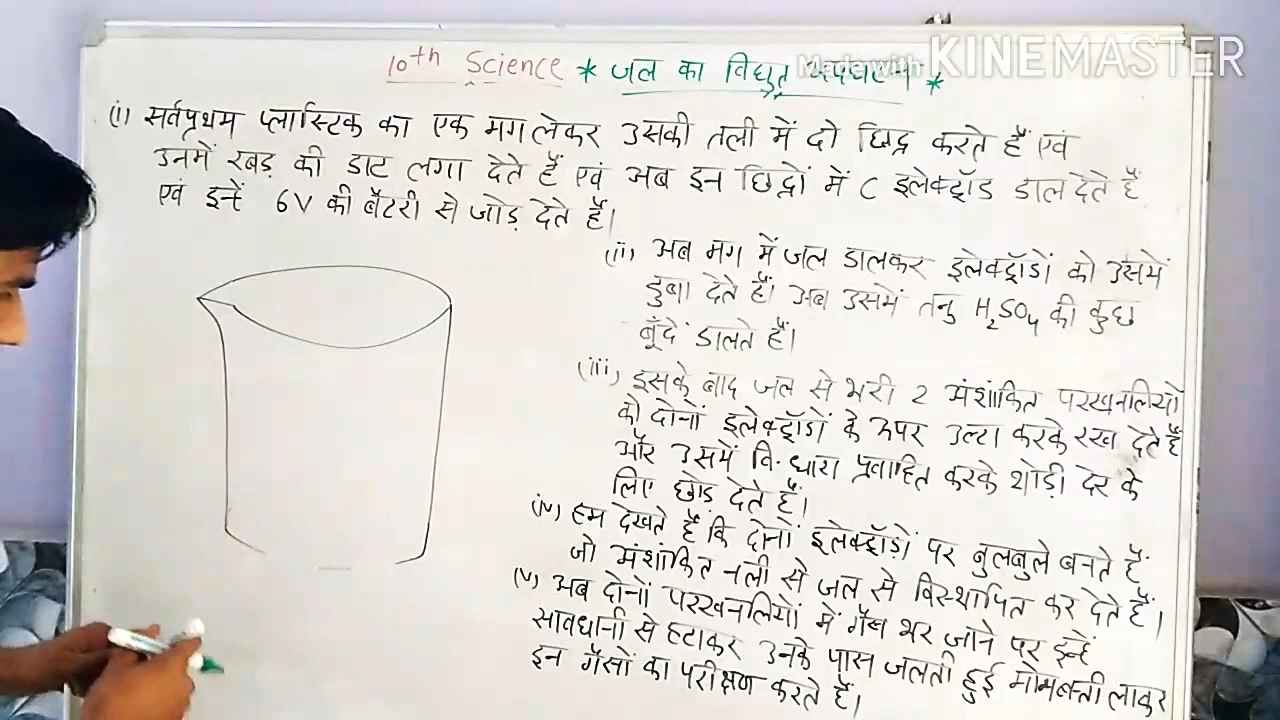 10th Science * जल का विद्युत अपघटन *
Made with KINEMASTER
(i) सर्वप्रथम प्लास्टिक का एक मग लेकर उसकी तली में दो छिद्र करते हैं एवं
उनमें रबड़ की डाट लगा देते हैं एवं अब इन छिद्रों में C इलेक्ट्रॉड डाल देते हैं
एवं इन्हें 6V की बैटरी से जोड़ देते हैं।
(ii) अब मग में जल डालकर इलेक्ट्रॉडों को उसमें
डुबा देते हैं। अब उसमें तनु H₂SO₄ की कुछ
बूँदें डालते हैं।
(iii) इसके बाद जल से भरी 2 अंशांकित परखनलियों
को दोनों इलेक्ट्रॉडों के ऊपर उल्टा करके रख देते हैं
और उसमें वि. धारा प्रवाहित करके थोड़ी देर के
लिए छोड़ देते हैं।
(iv) हम देखते हैं कि दोनों इलेक्ट्रॉडो पर बुलबुले बनते हैं
जो अंशांकित नली से जल से विस्थापित कर देते हैं।
(v) अब दोनों परखनलियों में गैस भर जाने पर इन्हें
सावधानी से हटाकर उनके पास जलती हुई मोमबत्ती लाकर
इन गैसों का परीक्षण करते हैं।